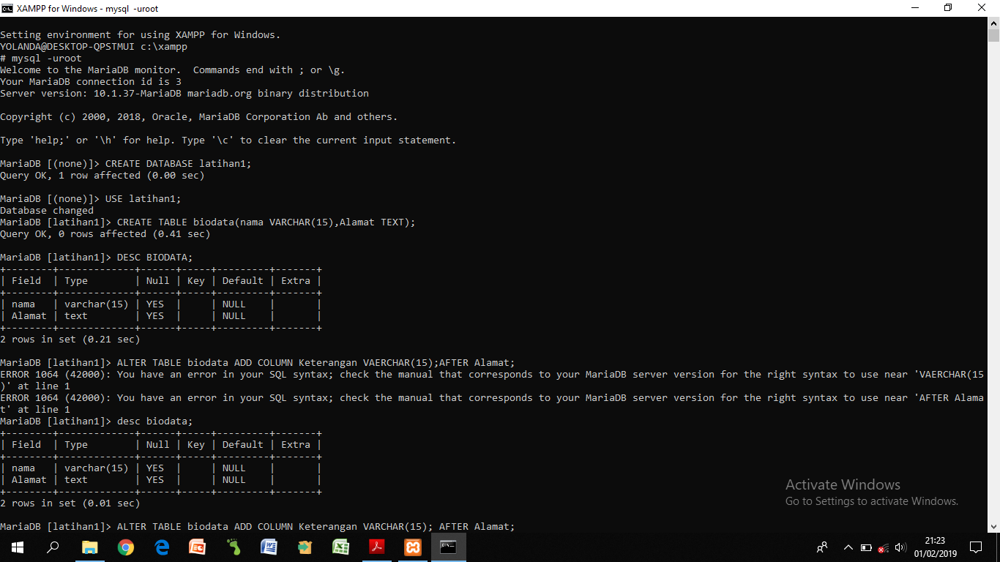 XAMPP for Windows - mysql  -uroot
Setting environment for using XAMPP for Windows.
YOLANDA@DESKTOP-QPSTMUI c:\xampp
# mysql -uroot
Welcome to the MariaDB monitor.  Commands end with ; or \g.
Your MariaDB connection id is 3
Server version: 10.1.37-MariaDB mariadb.org binary distribution
Copyright (c) 2000, 2018, Oracle, MariaDB Corporation Ab and others.
Type 'help;' or '\h' for help. Type '\c' to clear the current input statement.
MariaDB [(none)]> CREATE DATABASE latihan1;
Query OK, 1 row affected (0.00 sec)
MariaDB [(none)]> USE latihan1;
Database changed
MariaDB [latihan1]> CREATE TABLE biodata(nama VARCHAR(15),Alamat TEXT);
Query OK, 0 rows affected (0.41 sec)
MariaDB [latihan1]> DESC BIODATA;
+--------+-------------+------+-----+---------+-------+
| Field  | Type        | Null | Key | Default | Extra |
+--------+-------------+------+-----+---------+-------+
| nama   | varchar(15) | YES  |     | NULL    |       |
| Alamat | text        | YES  |     | NULL    |       |
+--------+-------------+------+-----+---------+-------+
2 rows in set (0.21 sec)
MariaDB [latihan1]> ALTER TABLE biodata ADD COLUMN Keterangan VAERCHAR(15);AFTER Alamat;
ERROR 1064 (42000): You have an error in your SQL syntax; check the manual that corresponds to your MariaDB server version for the right syntax to use near 'VAERCHAR(15
)' at line 1
ERROR 1064 (42000): You have an error in your SQL syntax; check the manual that corresponds to your MariaDB server version for the right syntax to use near 'AFTER Alama
t' at line 1
MariaDB [latihan1]> desc biodata;
+--------+-------------+------+-----+---------+-------+
| Field  | Type        | Null | Key | Default | Extra |
+--------+-------------+------+-----+---------+-------+
| nama   | varchar(15) | YES  |     | NULL    |       |
| Alamat | text        | YES  |     | NULL    |       |
+--------+-------------+------+-----+---------+-------+
2 rows in set (0.01 sec)
MariaDB [latihan1]> ALTER TABLE biodata ADD COLUMN Keterangan VARCHAR(15); AFTER Alamat;
Activate Windows
Go to Settings to activate Windows.
21:23
01/02/2019